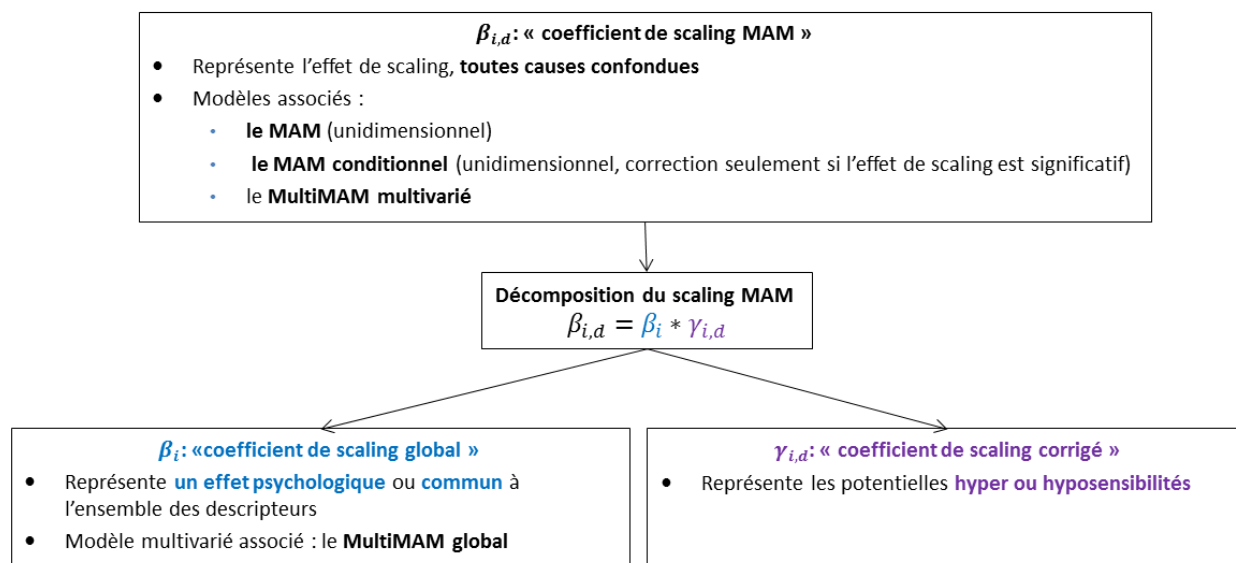 β_{i,d}: « coefficient de scaling MAM »
• Représente l’effet de scaling, toutes causes confondues
• Modèles associés :
• le MAM (unidimensionnel)
• le MAM conditionnel (unidimensionnel, correction seulement si l’effet de scaling est significatif)
• le MultiMAM multivarié
Décomposition du scaling MAM
β_{i,d} = β_i * γ_{i,d}
β_i: «coefficient de scaling global »
• Représente un effet psychologique ou commun à
l’ensemble des descripteurs
• Modèle multivarié associé : le MultiMAM global
γ_{i,d}: « coefficient de scaling corrigé »
• Représente les potentielles hyper ou hyposensibilités